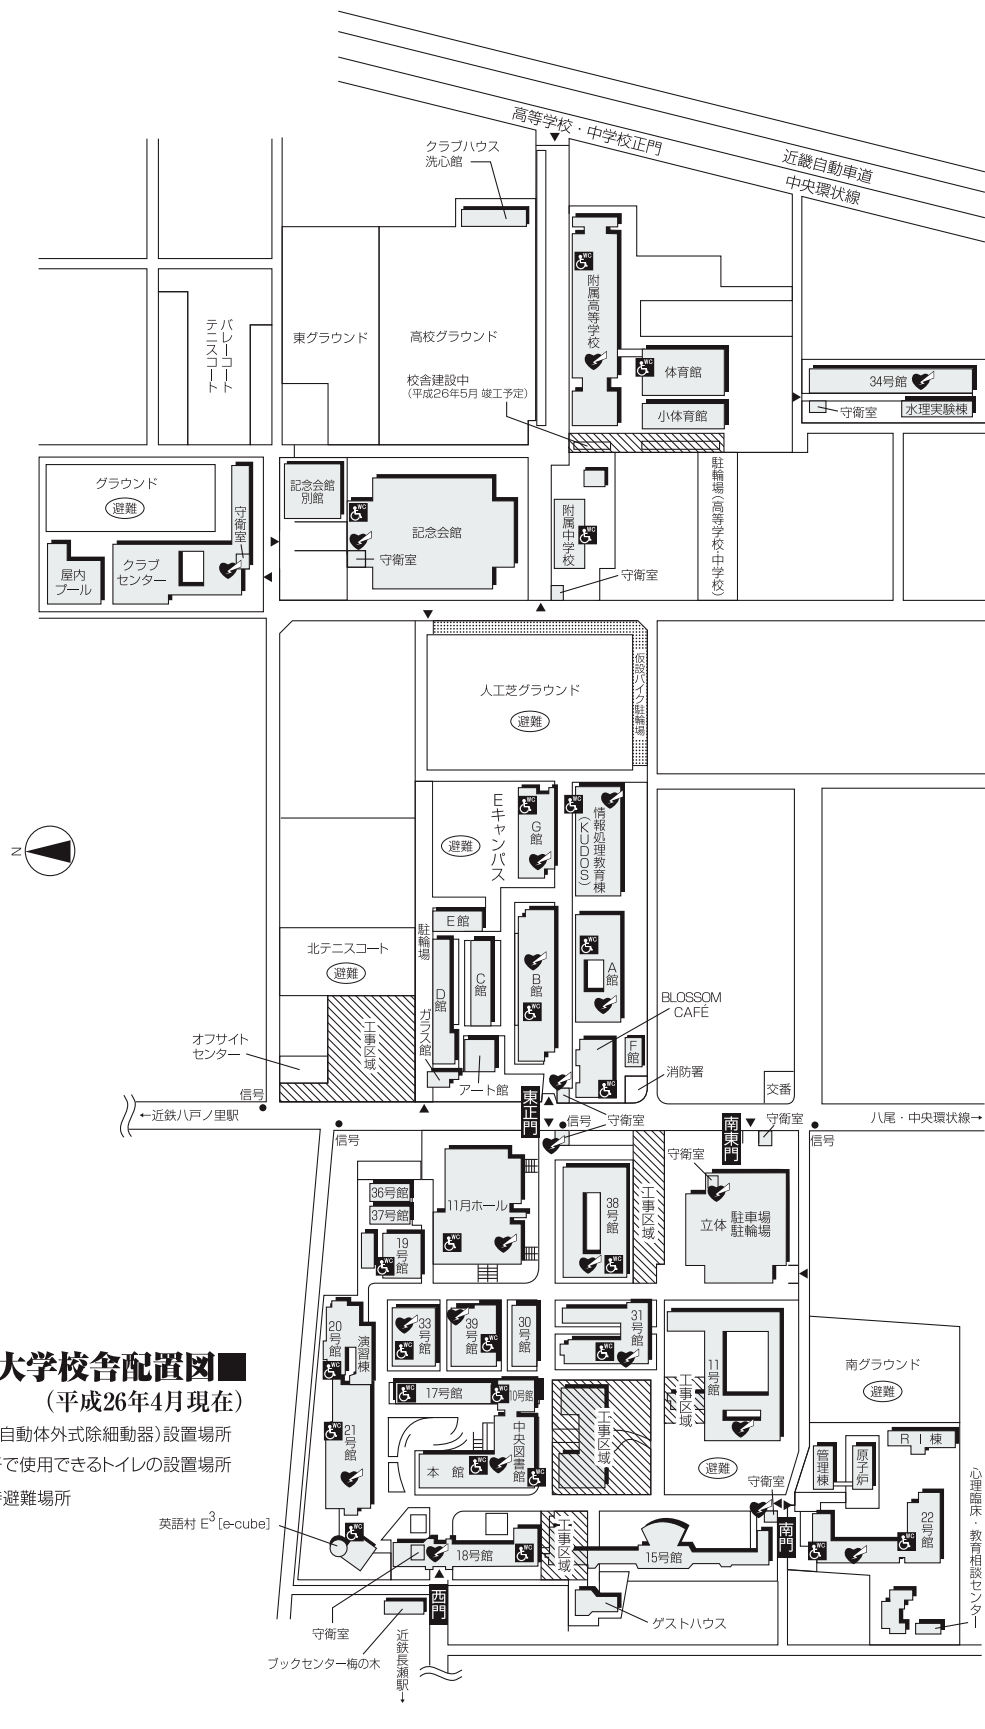 高等学校・中学校正門
近畿自動車道
中央環状線
クラブハウス
洗心館
WC
附属高等学校
バレーコート
テニスコート
東グラウンド
高校グラウンド
校舎建設中
(平成26年5月 竣工予定)
WC
体育館
小体育館
34号館
守衛室
水理実験棟
グラウンド
避難
守衛室
記念会館
別館
WC
記念会館
守衛室
附属中学校
WC
守衛室
駐輪場(高等学校・中学校)
屋内
プール
クラブ
センター
人工芝グラウンド
避難
仮設バイク駐輪場
Eキャンパス
WC
G館
WC
情報処理教育棟
(KUDOS)
避難
N
E館
駐輪場
北テニスコート
避難
D館
C館
B館
WC
WC
A館
BLOSSOM
CAFÉ
F館
ガラス館
工事区域
オフサイト
センター
アート館
WC
消防署
交番
信号
←近鉄八戸ノ里駅
東正門
信号
守衛室
南東門
守衛室
八尾・中央環状線→
信号
信号
守衛室
36号館
37号館
19号館
WC
11月ホール
WC
38号館
WC
工事区域
立体
駐車場
駐輪場
20号館
演習棟
WC
33号館
WC
39号館
WC
30号館
31号館
WC
11号館
南グラウンド
避難
大学校舎配置図■
(平成26年4月現在)
自動体外式除細動器)設置場所
で使用できるトイレの設置場所
避難場所
WC
17号館
WC
10号館
工事区域
工事区域
WC
21号館
中央図書館
本館
WC
WC
避難
守衛室
管理棟
原子炉
RI棟
英語村 E3[e-cube]
WC
18号館
WC
工事区域
15号館
南門
WC
WC
22号館
心理臨床・教育相談センター
西門
守衛室
ブックセンター梅の木
近鉄長瀬駅→
ゲストハウス